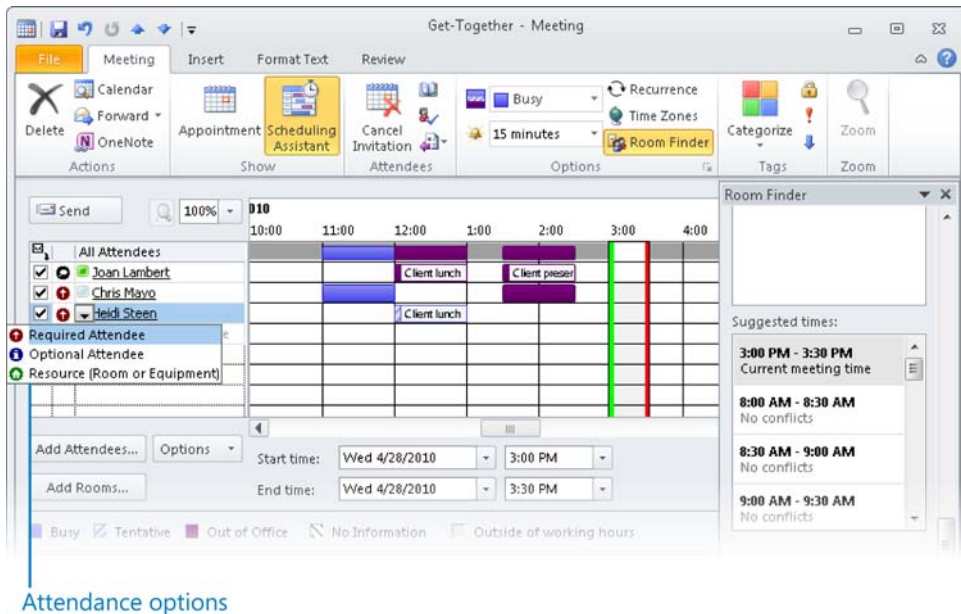 Get-Together - Meeting
File Meeting Insert Format Text Review
Delete
Calendar
Forward
OneNote
Actions
Appointment
Scheduling
Assistant
Show
Cancel
Invitation
Attendees
Busy
15 minutes
Recurrence
Time Zones
Room Finder
Options
Categorize
Tags
Zoom
Zoom
Send 100%
010
10:00 11:00 12:00 1:00 2:00 3:00 4:00
All Attendees
Joan Lambert Client lunch Client preser
Chris Mayo
Heidi Steen Client lunch
Required Attendee
Optional Attendee
Resource (Room or Equipment)
Add Attendees... Options
Add Rooms...
Start time: Wed 4/28/2010 3:00 PM
End time: Wed 4/28/2010 3:30 PM
Busy Tentative Out of Office No Information Outside of working hours
Room Finder
Suggested times:
3:00 PM - 3:30 PM
Current meeting time
8:00 AM - 8:30 AM
No conflicts
8:30 AM - 9:00 AM
No conflicts
9:00 AM - 9:30 AM
No conflicts
Attendance options